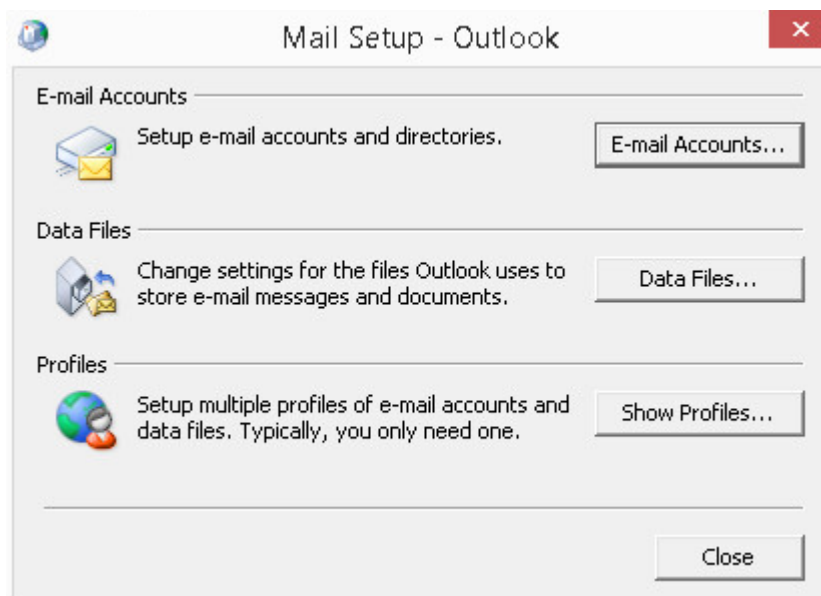 Mail Setup - Outlook
E-mail Accounts
Setup e-mail accounts and directories.
E-mail Accounts...
Data Files
Change settings for the files Outlook uses to
store e-mail messages and documents.
Data Files...
Profiles
Setup multiple profiles of e-mail accounts and
data files. Typically, you only need one.
Show Profiles...
Close